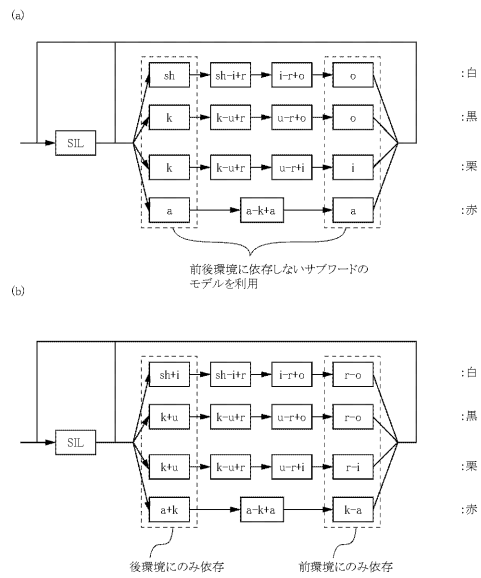 (a)
sh sh-i+r i-r+o o :白
k k-u+r u-r+o o :黒
SIL
k k-u+r u-r+i i :栗
a a-k+a a :赤
前後環境に依存しないサブワードの
モデルを利用
(b)
sh+i sh-i+r i-r+o r-o :白
k+u k-u+r u-r+o r-o :黒
SIL
k+u k-u+r u-r+i r-i :栗
a+k a-k+a k-a :赤
後環境にのみ依存 前環境にのみ依存